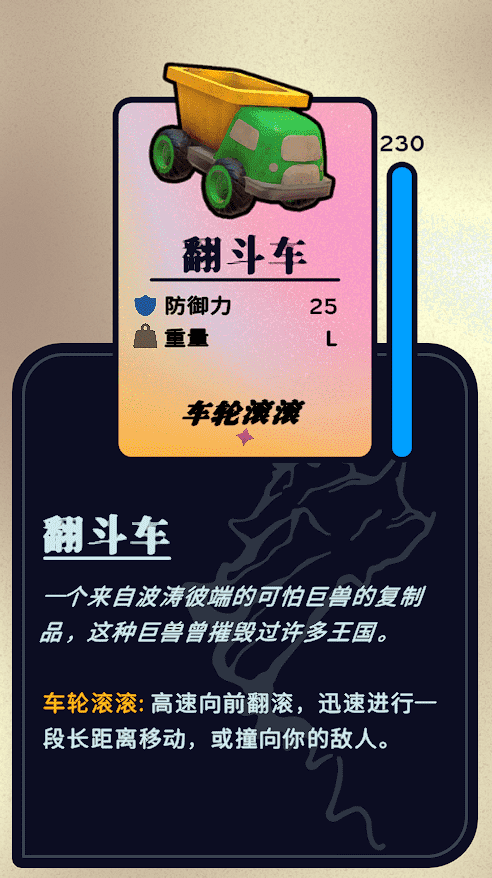 230
翻斗车
防御力 25
重量 L
车轮滚滚
翻斗车
一个来自波涛彼端的可怕巨兽的复制
品，这种巨兽曾摧毁过许多王国。
车轮滚滚: 高速向前翻滚，迅速进行一
段长距离移动，或撞向你的敌人。